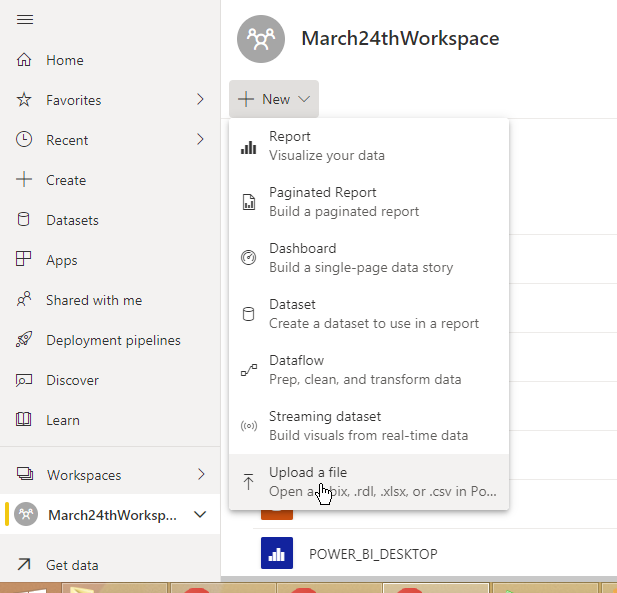 March24thWorkspace
New
Home
Favorites
Recent
Create
Datasets
Apps
Shared with me
Deployment pipelines
Discover
Learn
Workspaces
March24thWorksp...
Get data
Report
Visualize your data
Paginated Report
Build a paginated report
Dashboard
Build a single-page data story
Dataset
Create a dataset to use in a report
Dataflow
Prep, clean, and transform data
Streaming dataset
Build visuals from real-time data
Upload a file
Open a .rdl, .xlsx, or .csv in Po...
POWER_BI_DESKTOP